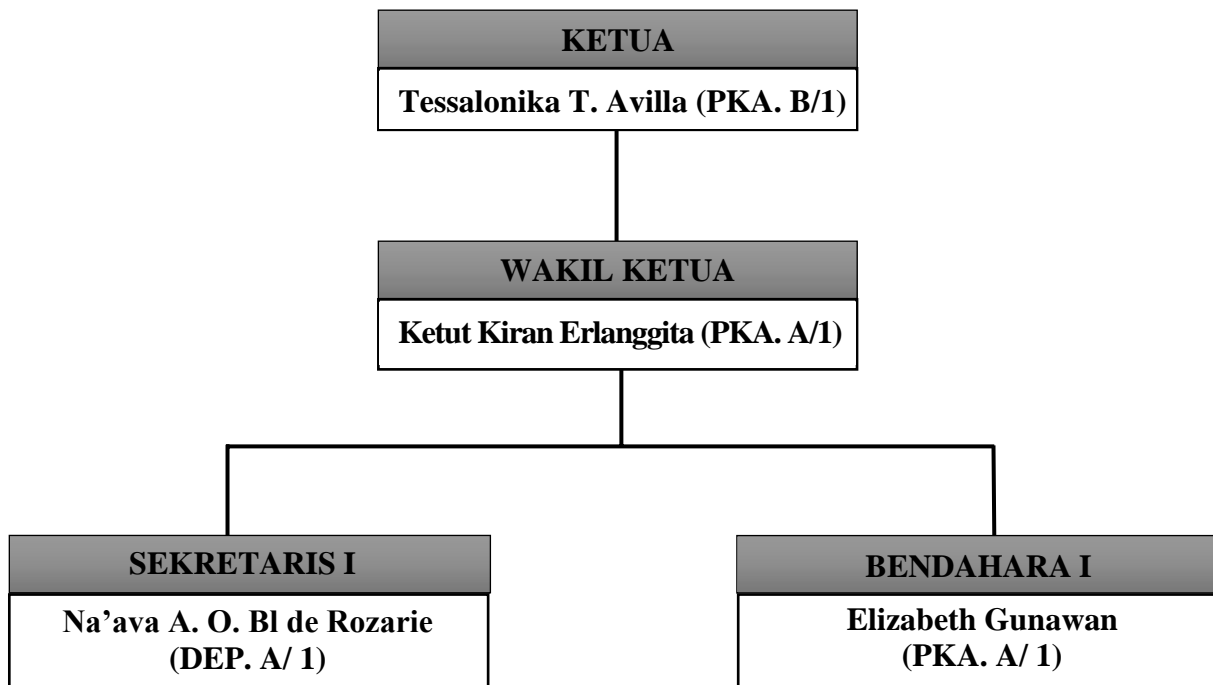 KETUA
Tessalonika T. Avilla (PKA. B/1)
WAKIL KETUA
Ketut Kiran Erlanggita (PKA. A/1)
SEKRETARIS I
Na’ava A. O. Bl de Rozarie
(DEP. A/ 1)
BENDAHARA I
Elizabeth Gunawan
(PKA. A/ 1)